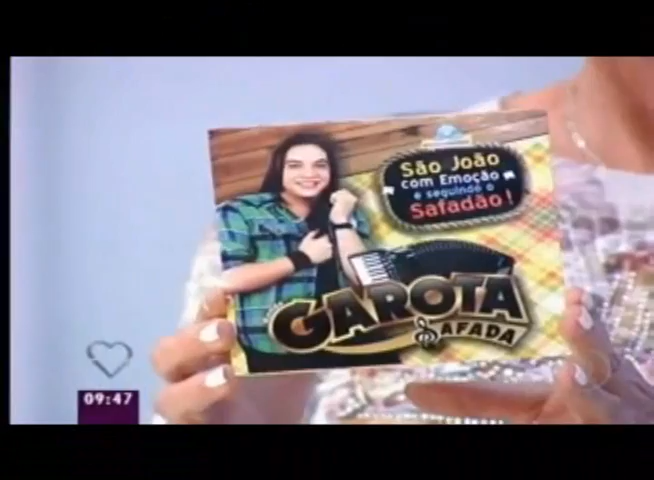 São João
com Emoção
e seguindo o
Safadão!
GAROTA
SAFADA
09:47